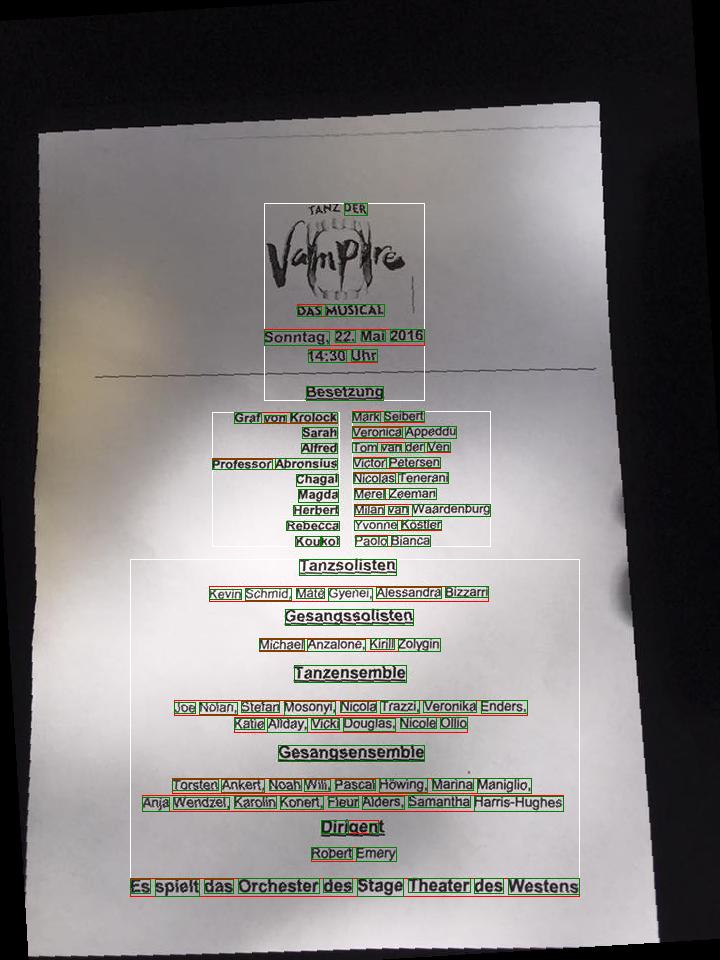 TANZ DER
Vampire
DAS MUSICAL
Sonntag, 22. Mai 2016
14:30 Uhr
Besetzung
Graf von Krolock Mark Seibert
Sarah Veronica Appeddu
Alfred Tom van der Ven
Professor Abronsius Victor Petersen
Chagal Nicolas Tenerani
Magda Merel Zeeman
Herbert Milan van Waardenburg
Rebecca Yvonne Köstler
Koukol Paolo Bianca
Tanzsolisten
Kevin Schmid, Máté Gyenei, Alessandra Bizzarri
Gesangssolisten
Michael Anzalone, Kirill Zolygin
Tanzensemble
Joe Nolan, Stefan Mosonyi, Nicola Trazzi, Veronika Enders,
Katie Allday, Vicki Douglas, Nicole Ollio
Gesangsensemble
Torsten Ankert, Noah Wili, Pascal Höwing, Marina Maniglio,
Anja Wendzel, Karolin Konert, Fleur Alders, Samantha Harris-Hughes
Dirigent
Robert Emery
Es spielt das Orchester des Stage Theater des Westens